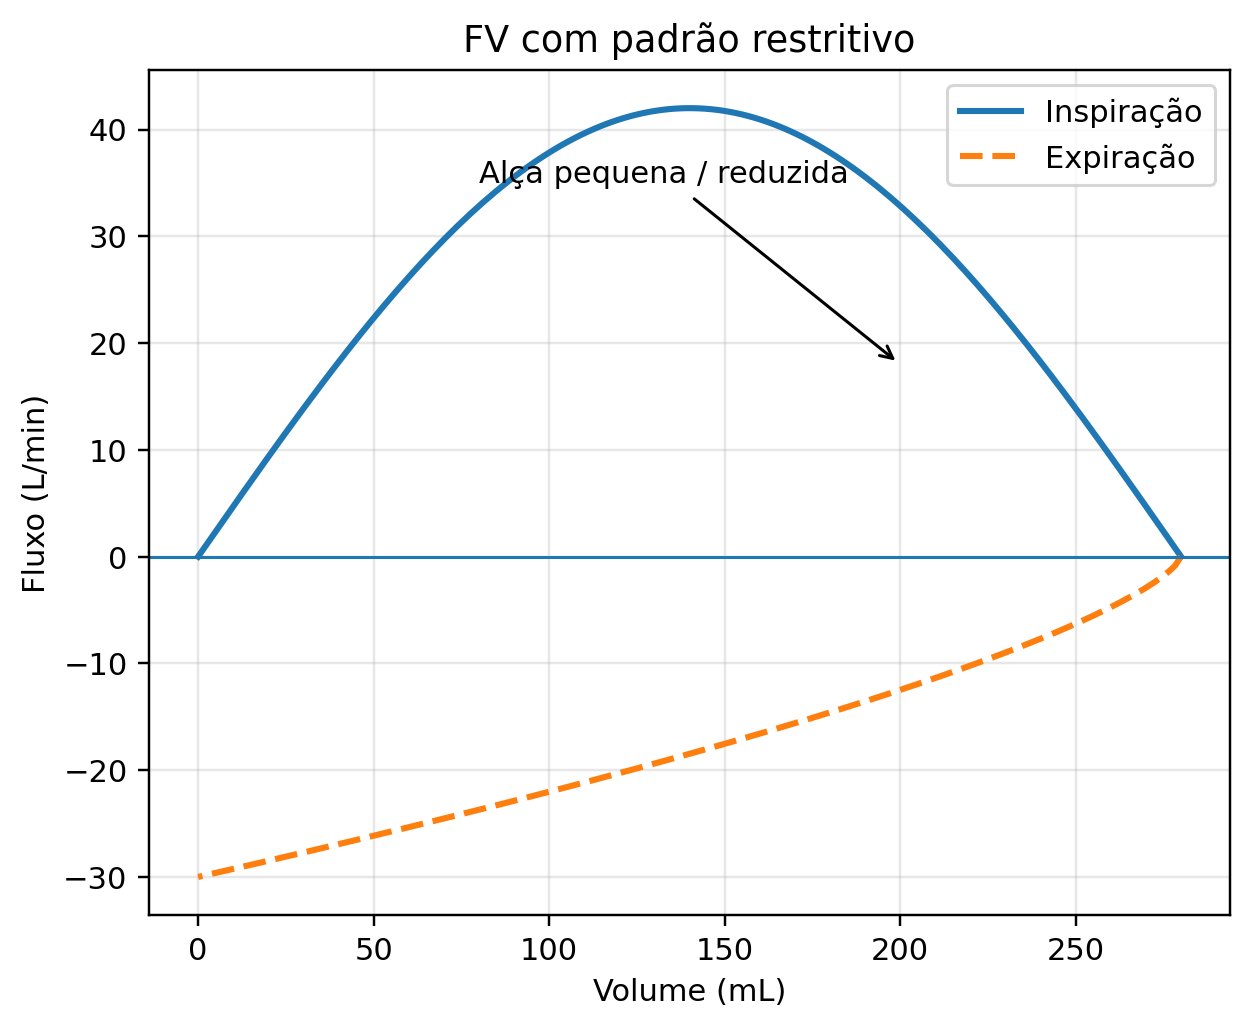 FV com padrão restritivo
Inspiração
Expiração
Alça pequena / reduzida
Fluxo (L/min)
40
30
20
10
0
−10
−20
−30
0
50
100
150
200
250
Volume (mL)